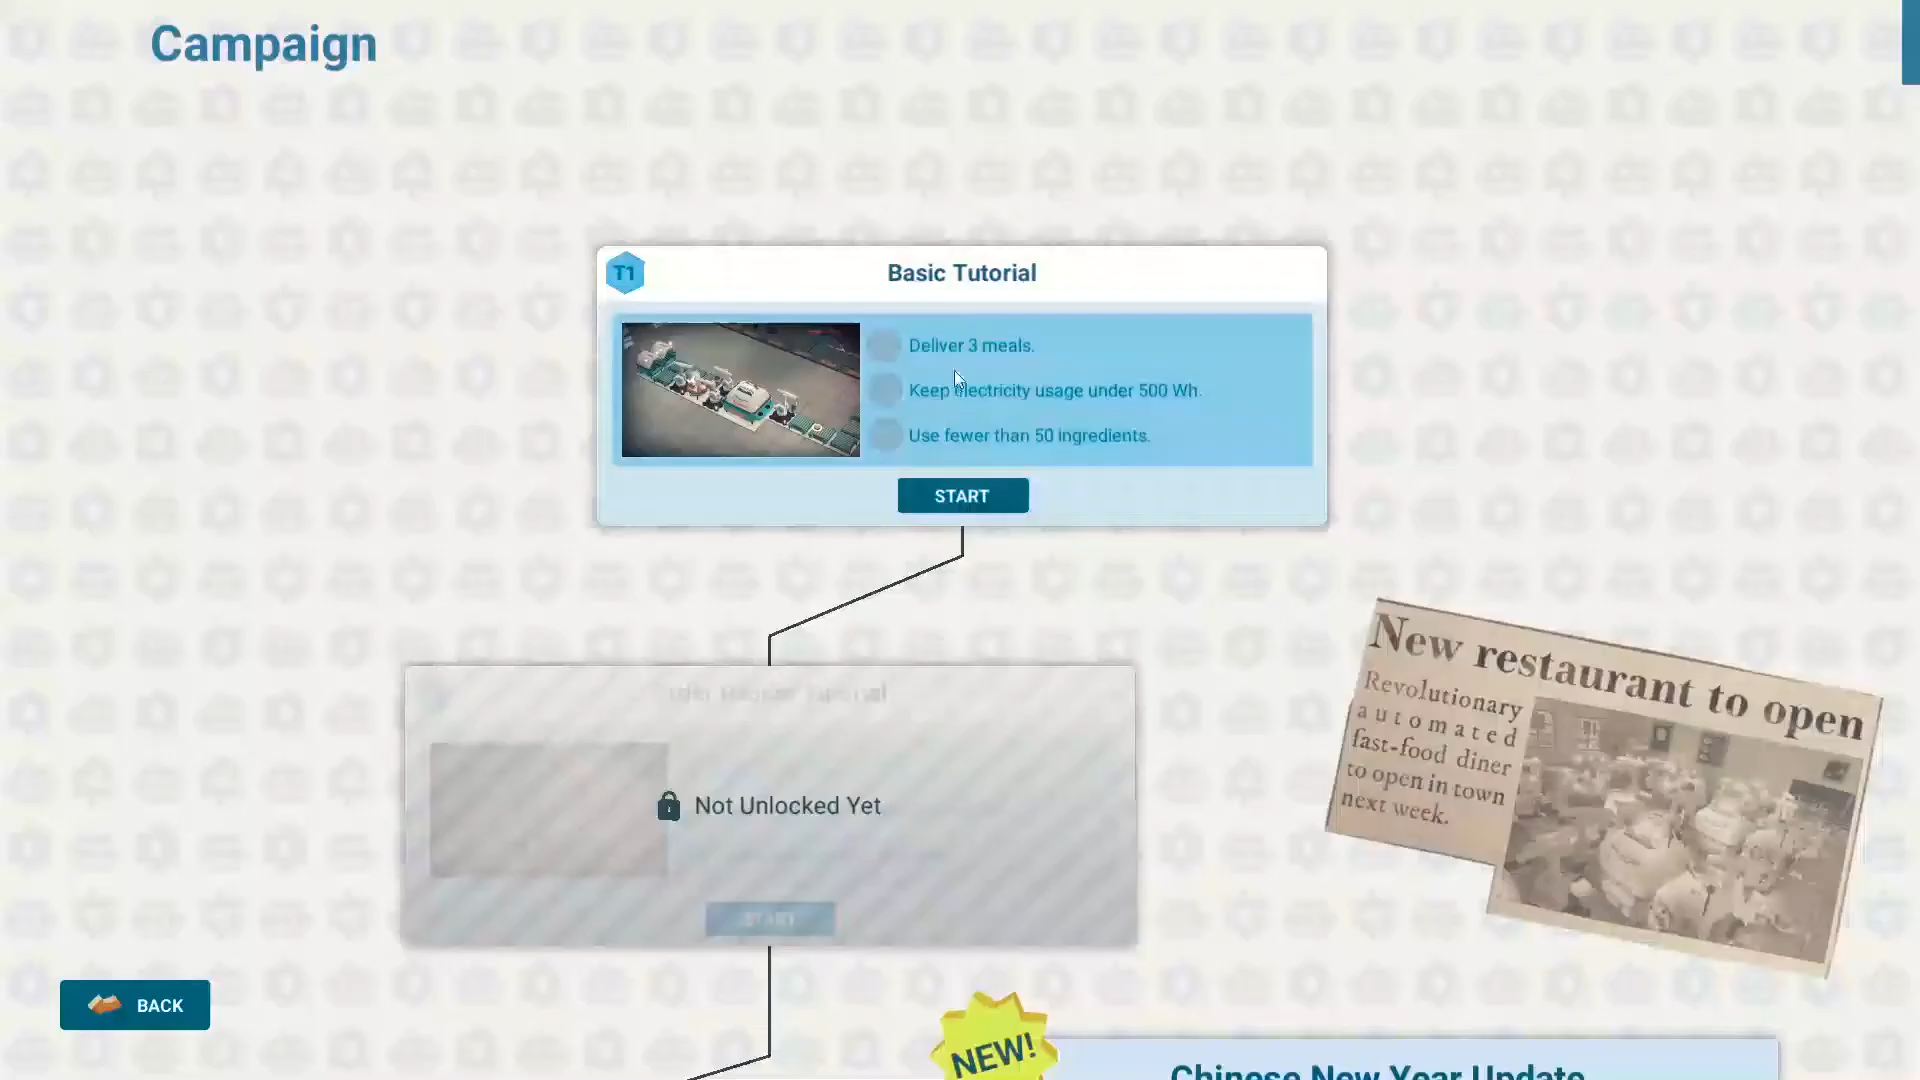 Campaign
T1
Basic Tutorial
Deliver 3 meals.
Keep electricity usage under 500 Wh.
Use fewer than 50 ingredients.
START
New restaurant to open
Revolutionary
automated
fast-food diner
to open in town
next week.
Tutorial
Not Unlocked Yet
START
BACK
NEW!
Chinese New Year Update